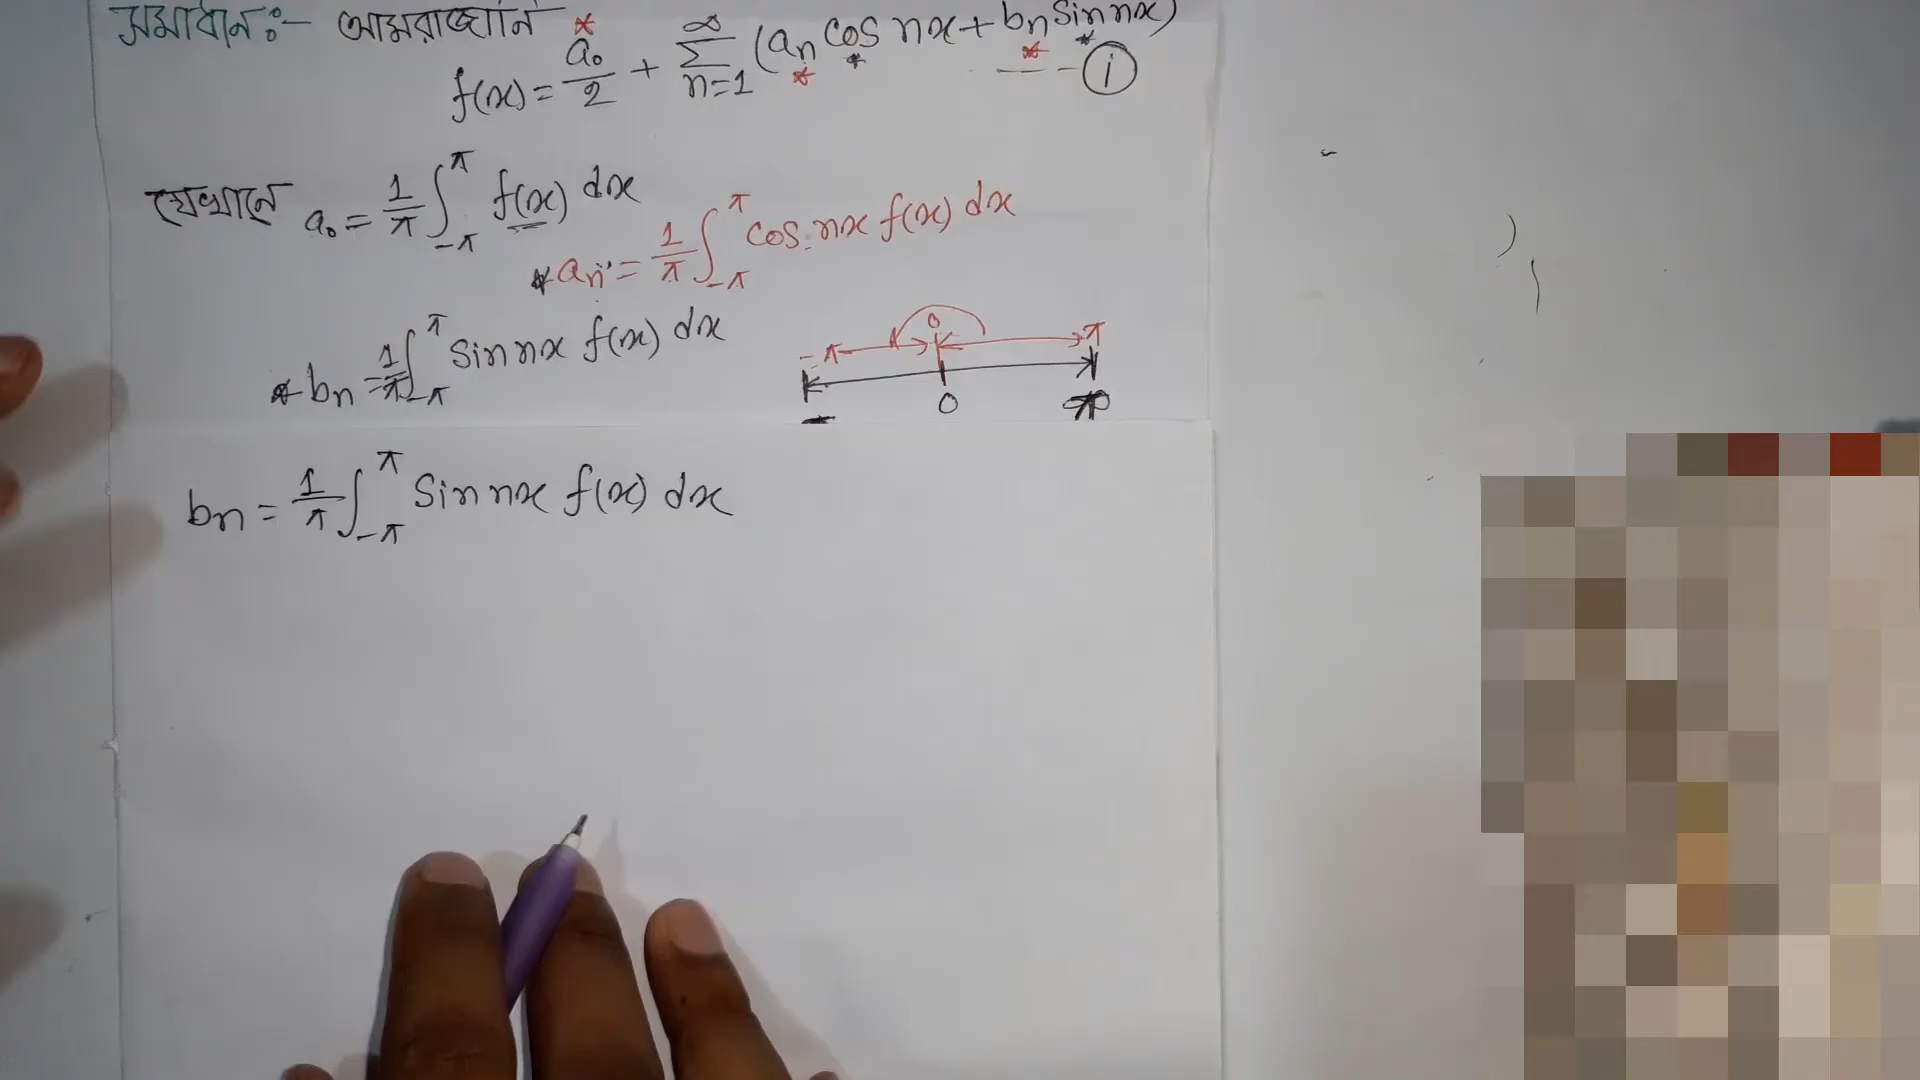 সমাধান :- আমরাজানি
f(x) = a₀/2 + ∑_{n=1}^{∞} (aₙ cos nx + bₙ sin nx) --- (i)
যেখানে a₀ = 1/π ∫_{-π}^{π} f(x) dx
* aₙ = 1/π ∫_{-π}^{π} cos nx f(x) dx
* bₙ = 1/π ∫_{-π}^{π} Sin nx f(x) dx
-π 0 π
0
bₙ = 1/π ∫_{-π}^{π} Sin nx f(x) dx